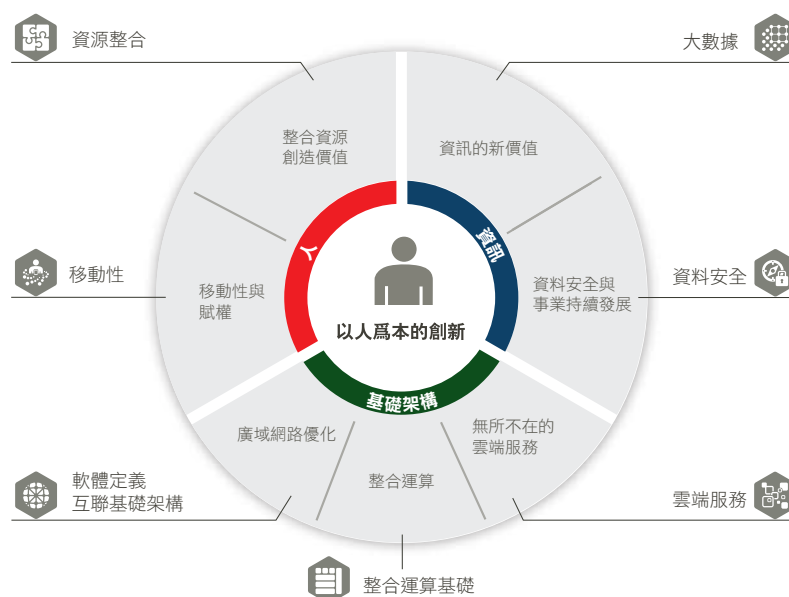 資源整合
大數據
整合資源
創造價值
資訊的新價值
人
資訊
移動性
移動性與
賦權
資料安全與
事業持續發展
資料安全
以人爲本的創新
基礎架構
廣域網路優化
無所不在的
雲端服務
整合運算
軟體定義
互聯基礎架構
雲端服務
整合運算基礎